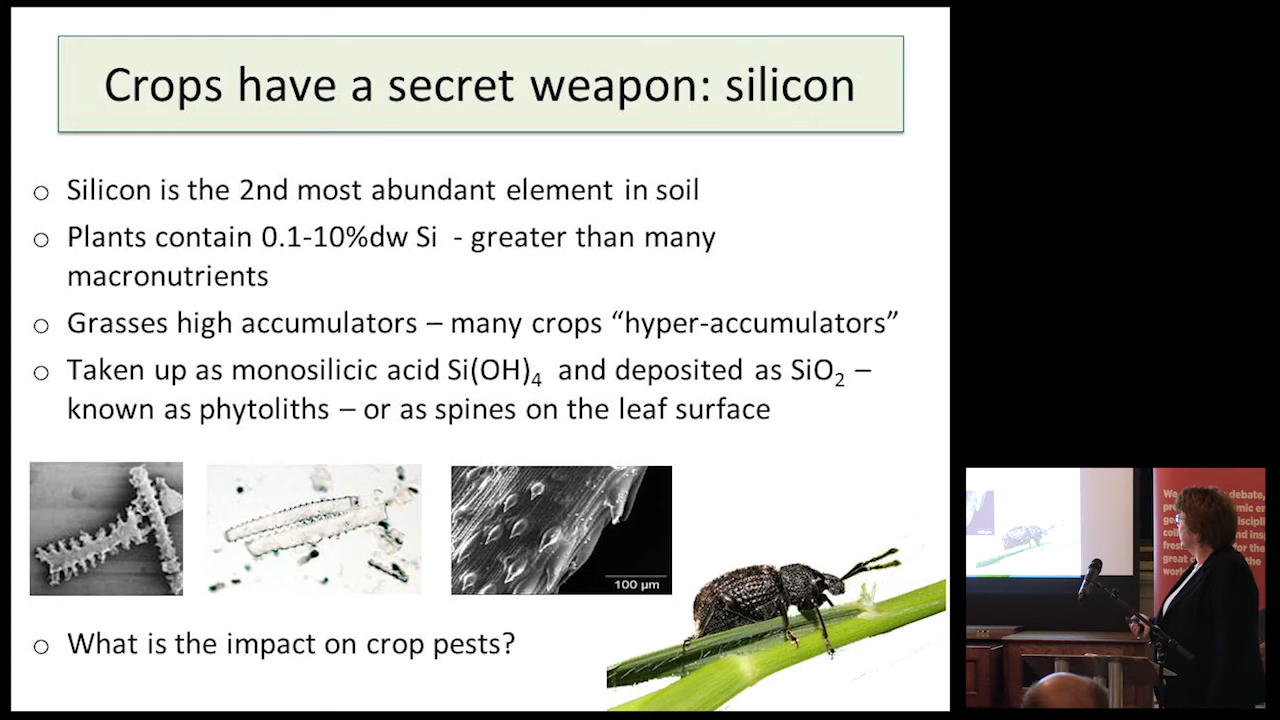 Crops have a secret weapon: silicon
o Silicon is the 2nd most abundant element in soil
o Plants contain 0.1-10%dw Si - greater than many
macronutrients
o Grasses high accumulators – many crops “hyper-accumulators”
o Taken up as monosilicic acid Si(OH)₄ and deposited as SiO₂ –
known as phytoliths – or as spines on the leaf surface
100 µm
o What is the impact on crop pests?
We debate,